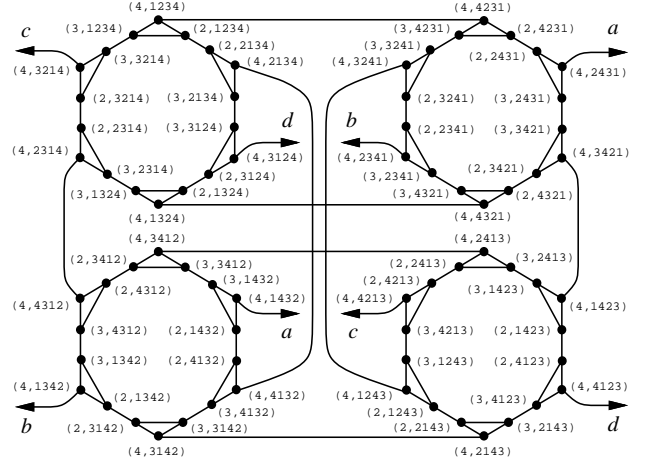 (4,1234) (4,4231)
(3,1234) (2,1234) (3,4231) (2,4231)
c (3,3214) (2,2134) (3,3241) (2,2431) a
(4,3214) (4,2134) (4,3241) (4,2431)
(2,3214) (3,2134) (2,3241) (3,2431)
(2,2314) (3,3124) d b (2,2341) (3,3421)
(4,2314) (4,3124) (4,2341) (4,3421)
(3,2314) (2,3124) (3,2341) (2,3421)
(3,1324) (2,1324) (3,4321) (2,4321)
(4,1324) (4,4321)
(4,3412) (4,2413)
(2,3412) (3,3412) (2,2413) (3,2413)
(2,4312) (3,1432) (2,4213) (3,1423)
(4,4312) (4,1432) (4,4213) (4,1423)
(3,4312) (2,1432) a c (3,4213) (2,1423)
(3,1342) (2,4132) (3,1243) (2,4123)
(4,1342) (4,4132) (4,1243) (4,4123)
(2,1342) (3,4132) (2,1243) (3,4123)
b (2,3142) (3,3142) (2,2143) (3,2143) d
(4,3142) (4,2143)